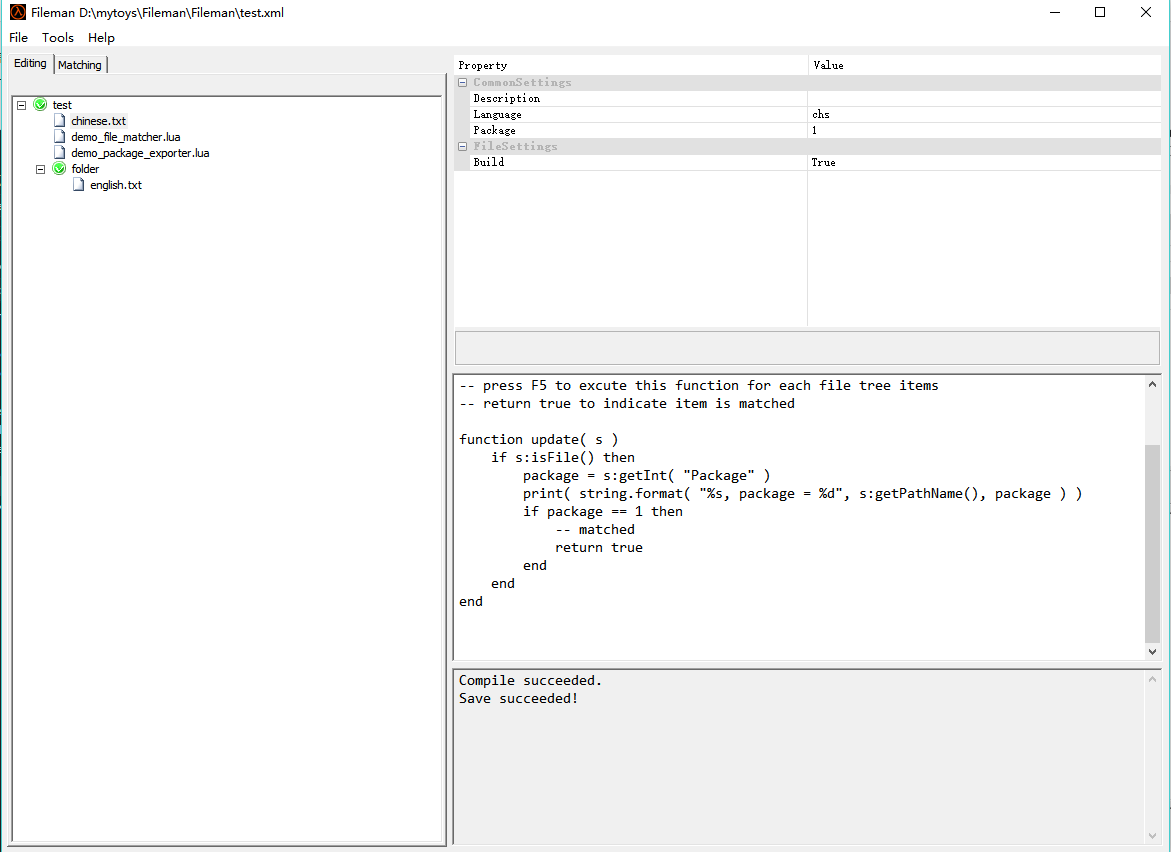 Fileman D:\mytoys\Fileman\Fileman\test.xml
File Tools Help
Editing Matching
test
chinese.txt
demo_file_matcher.lua
demo_package_exporter.lua
folder
english.txt
Property Value
CommonSettings
Description
Language chs
Package 1
FileSettings
Build True
-- press F5 to excute this function for each file tree items
-- return true to indicate item is matched
function update( s )
    if s:isFile() then
        package = s:getInt( "Package" )
        print( string.format( "%s, package = %d", s:getPathName(), package ) )
        if package == 1 then
            -- matched
            return true
        end
    end
end
Compile succeeded.
Save succeeded!